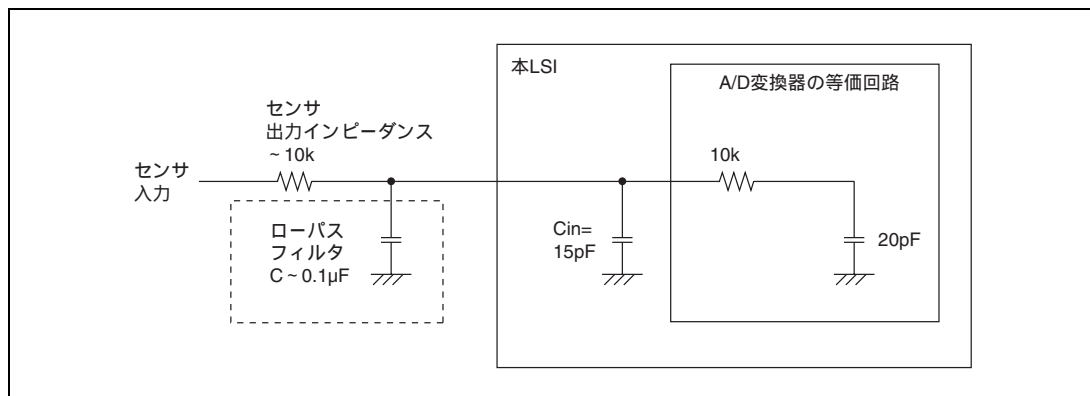 本LSI
A/D変換器の等価回路
センサ
出力インピーダンス
~10k
10k
センサ
入力
ローパス
フィルタ
C~0.1µF
Cin=
15pF
20pF